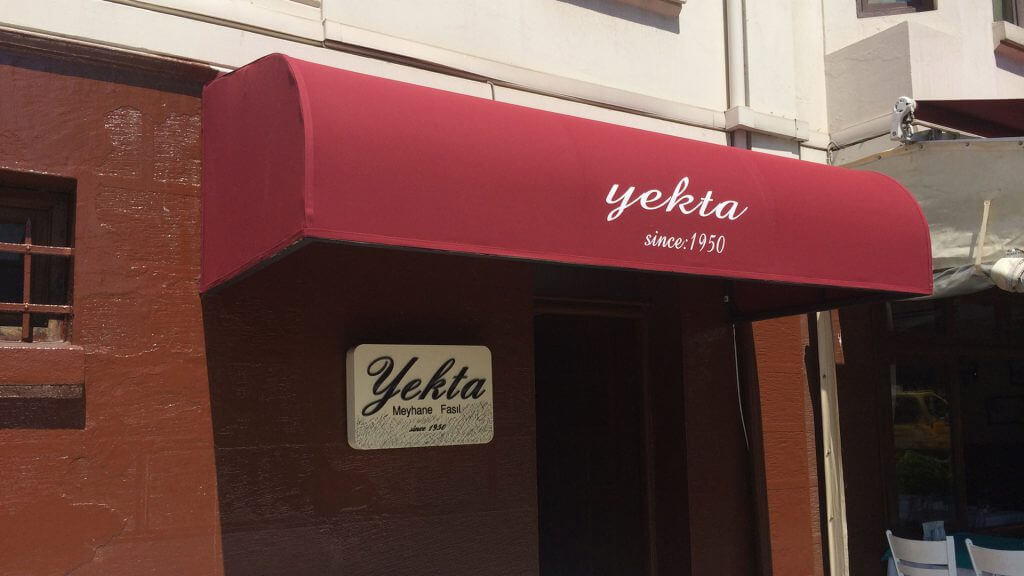 yekta
since:1950
Yekta
Meyhane Fasıl
since 1950